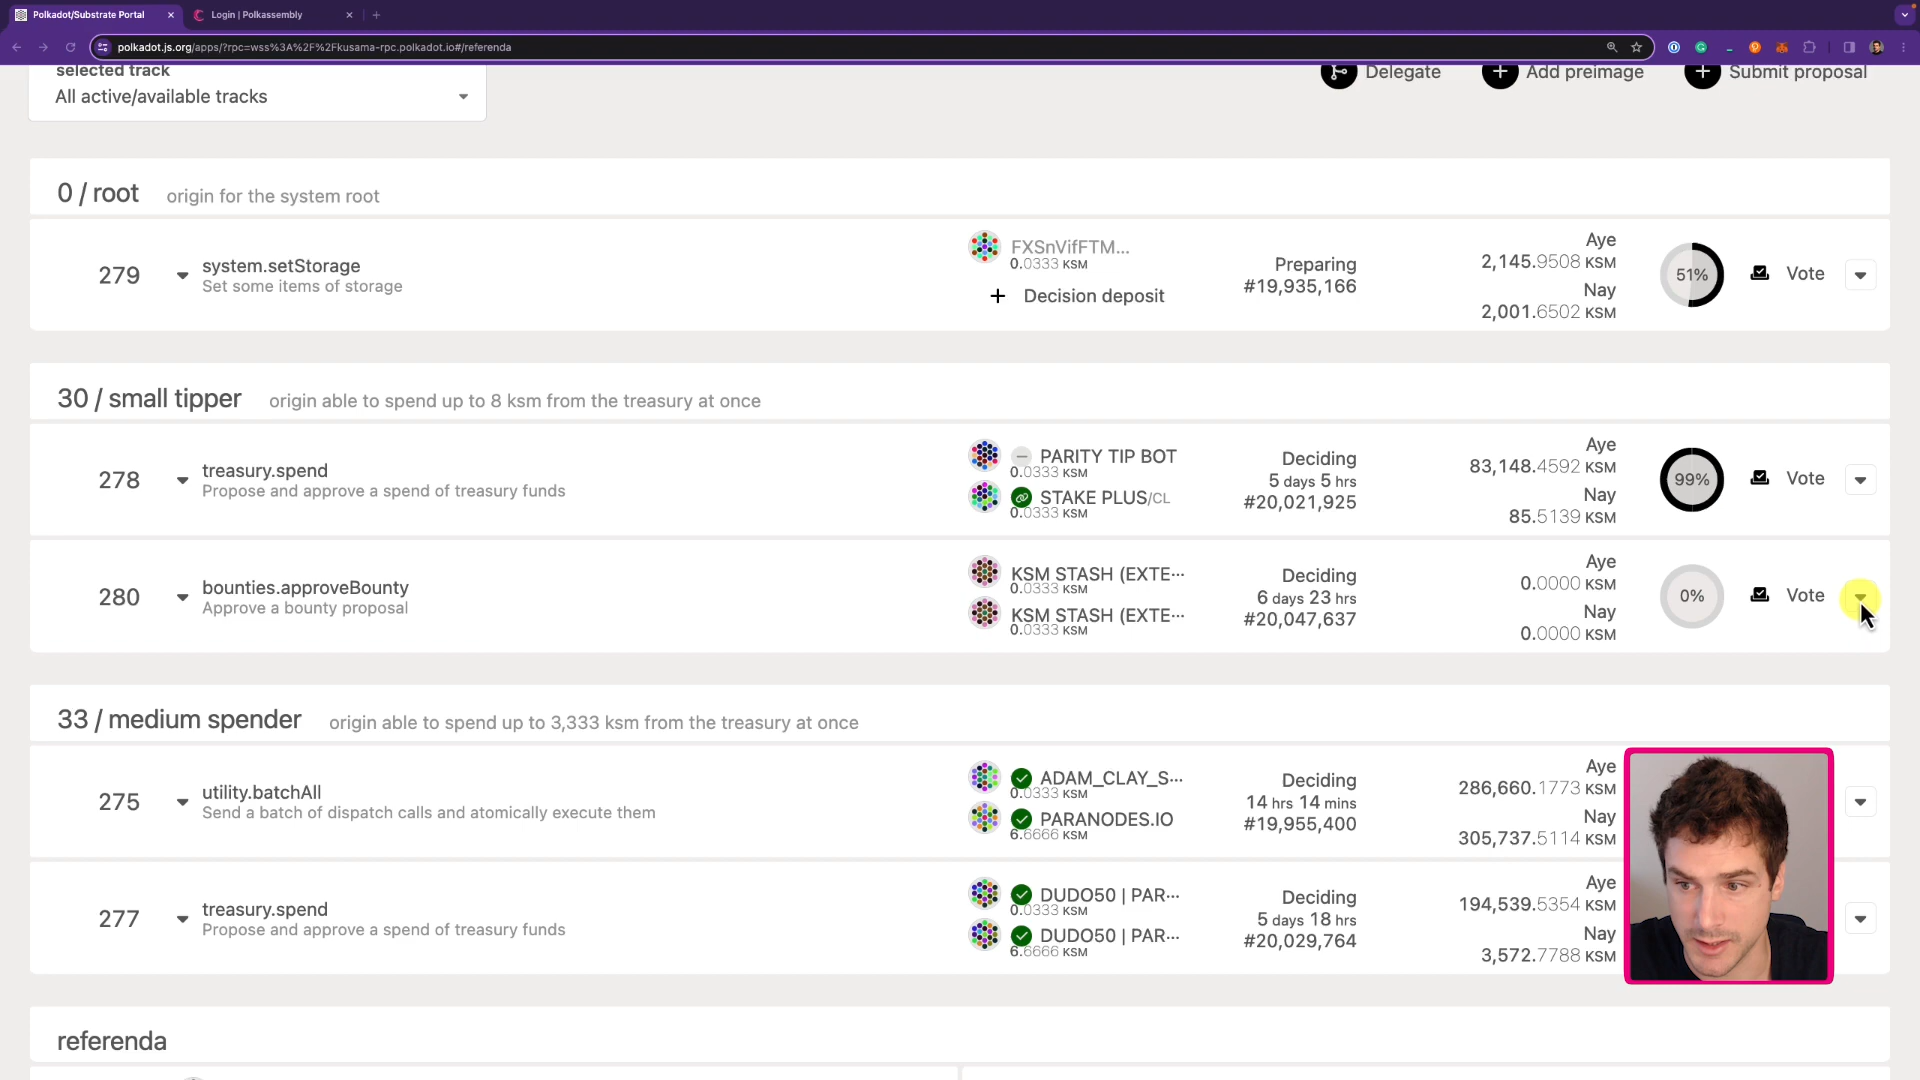 Polkadot/Substrate Portal
Login | Polkassembly
polkadot.js.org/apps/?rpc=wss%3A%2F%2Fkusama-rpc.polkadot.io#/referenda
selected track
All active/available tracks
Delegate
Add preimage
Submit proposal
0 / root origin for the system root
279
system.setStorage
Set some items of storage
FXSnVifFTM...
0.0333 KSM
Decision deposit
Preparing
#19,935,166
Aye
2,145.9508 KSM
Nay
2,001.6502 KSM
51%
Vote
30 / small tipper origin able to spend up to 8 ksm from the treasury at once
278
treasury.spend
Propose and approve a spend of treasury funds
PARITY TIP BOT
0.0333 KSM
STAKE PLUS/CL
0.0333 KSM
Deciding
5 days 5 hrs
#20,021,925
Aye
83,148.4592 KSM
Nay
85.5139 KSM
99%
Vote
280
bounties.approveBounty
Approve a bounty proposal
KSM STASH (EXTE...
0.0333 KSM
KSM STASH (EXTE...
0.0333 KSM
Deciding
6 days 23 hrs
#20,047,637
Aye
0.0000 KSM
Nay
0.0000 KSM
0%
Vote
33 / medium spender origin able to spend up to 3,333 ksm from the treasury at once
275
utility.batchAll
Send a batch of dispatch calls and atomically execute them
ADAM_CLAY_S...
0.0333 KSM
PARANODES.IO
6.6666 KSM
Deciding
14 hrs 14 mins
#19,955,400
Aye
286,660.1773 KSM
Nay
305,737.5114 KSM
277
treasury.spend
Propose and approve a spend of treasury funds
DUDO50 | PAR...
0.0333 KSM
DUDO50 | PAR...
6.6666 KSM
Deciding
5 days 18 hrs
#20,029,764
Aye
194,539.5354 KSM
Nay
3,572.7788 KSM
referenda